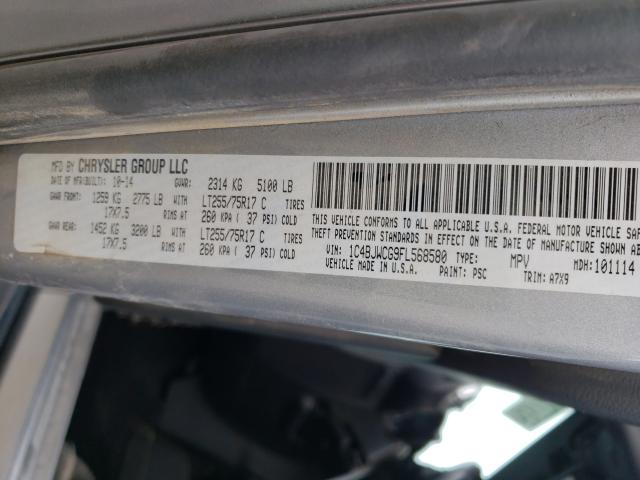 MFD BY CHRYSLER GROUP LLC
DATE OF MFR(BUILT): 10-14 GVWR: 2314 KG 5100 LB
GAWR FRONT: 1259 KG 2775 LB WITH LT255/75R17 C TIRES
17X7.5 RIMS AT 260 KPA ( 37 PSI) COLD
GAWR REAR: 1452 KG 3200 LB WITH LT255/75R17 C TIRES
17X7.5 RIMS AT 260 KPA ( 37 PSI) COLD
THIS VEHICLE CONFORMS TO ALL APPLICABLE U.S.A. FEDERAL MOTOR VEHICLE
THEFT PREVENTION STANDARDS IN EFFECT ON THE DATE OF MANUFACTURE SHOWN
VIN: 1C4BJWCG9FL568580 TYPE: MPV MDH: 101114
VEHICLE MADE IN U.S.A. PAINT: PSC TRIM: A7X9